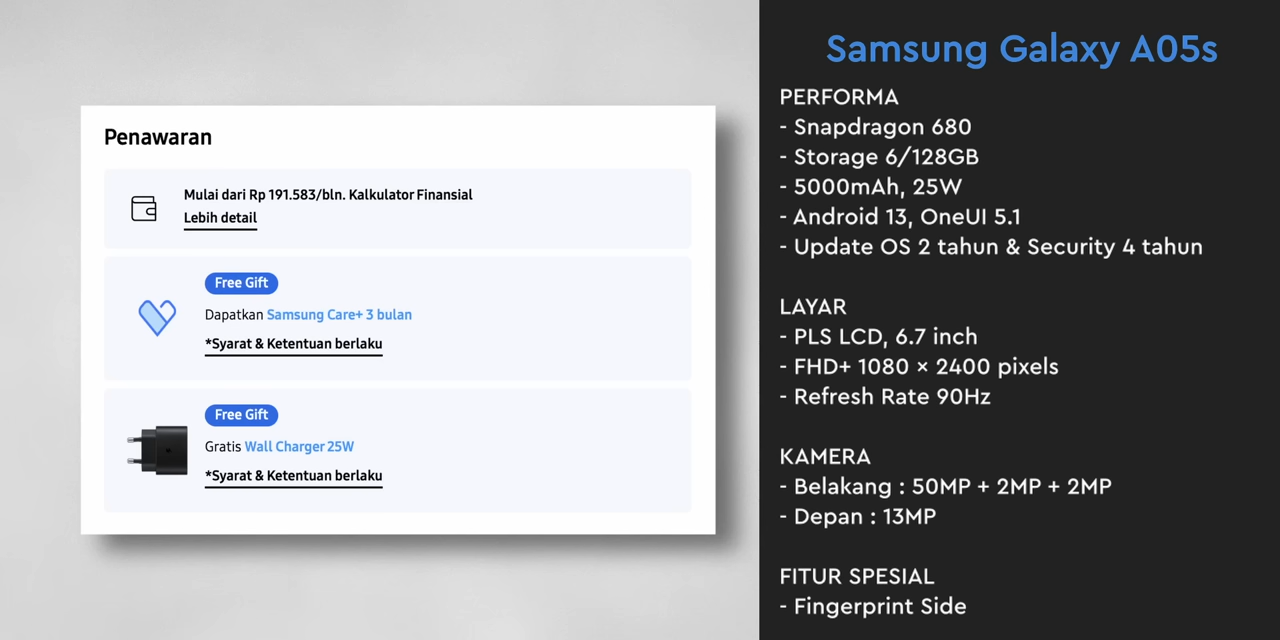 Penawaran
Mulai dari Rp 191.583/bln. Kalkulator Finansial
Lebih detail
Free Gift
Dapatkan Samsung Care+ 3 bulan
*Syarat & Ketentuan berlaku
Free Gift
Gratis Wall Charger 25W
*Syarat & Ketentuan berlaku
Samsung Galaxy A05s
PERFORMA
- Snapdragon 680
- Storage 6/128GB
- 5000mAh, 25W
- Android 13, OneUI 5.1
- Update OS 2 tahun & Security 4 tahun
LAYAR
- PLS LCD, 6.7 inch
- FHD+ 1080 × 2400 pixels
- Refresh Rate 90Hz
KAMERA
- Belakang : 50MP + 2MP + 2MP
- Depan : 13MP
FITUR SPESIAL
- Fingerprint Side